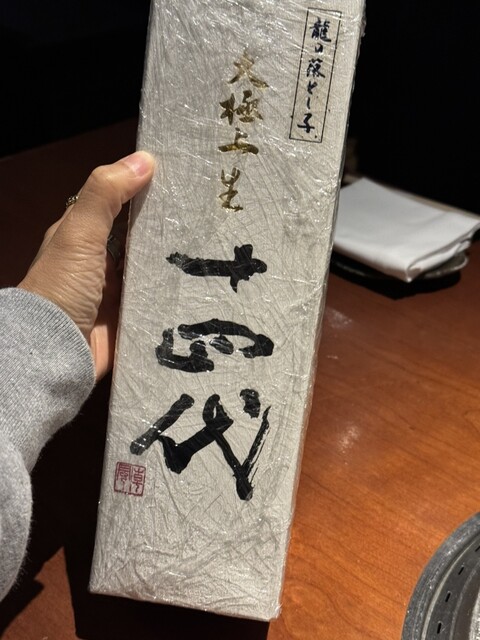 龍の落とし子
大極上生
十四代